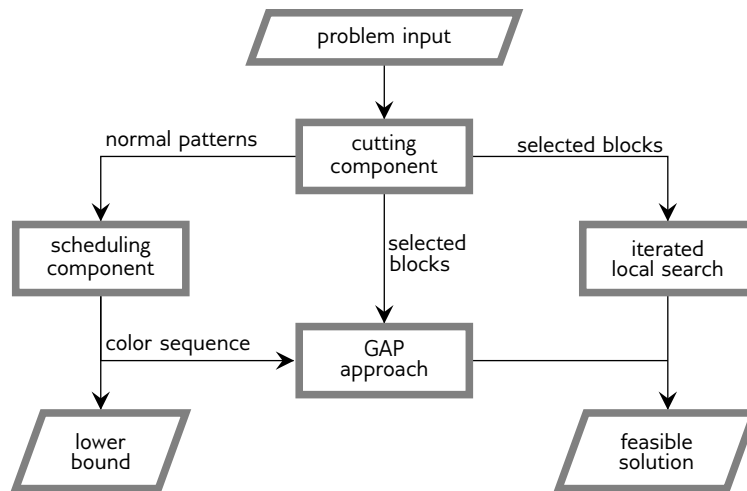 problem input
normal patterns
cutting
component
selected blocks
scheduling
component
selected
blocks
iterated
local search
color sequence
GAP
approach
lower
bound
feasible
solution